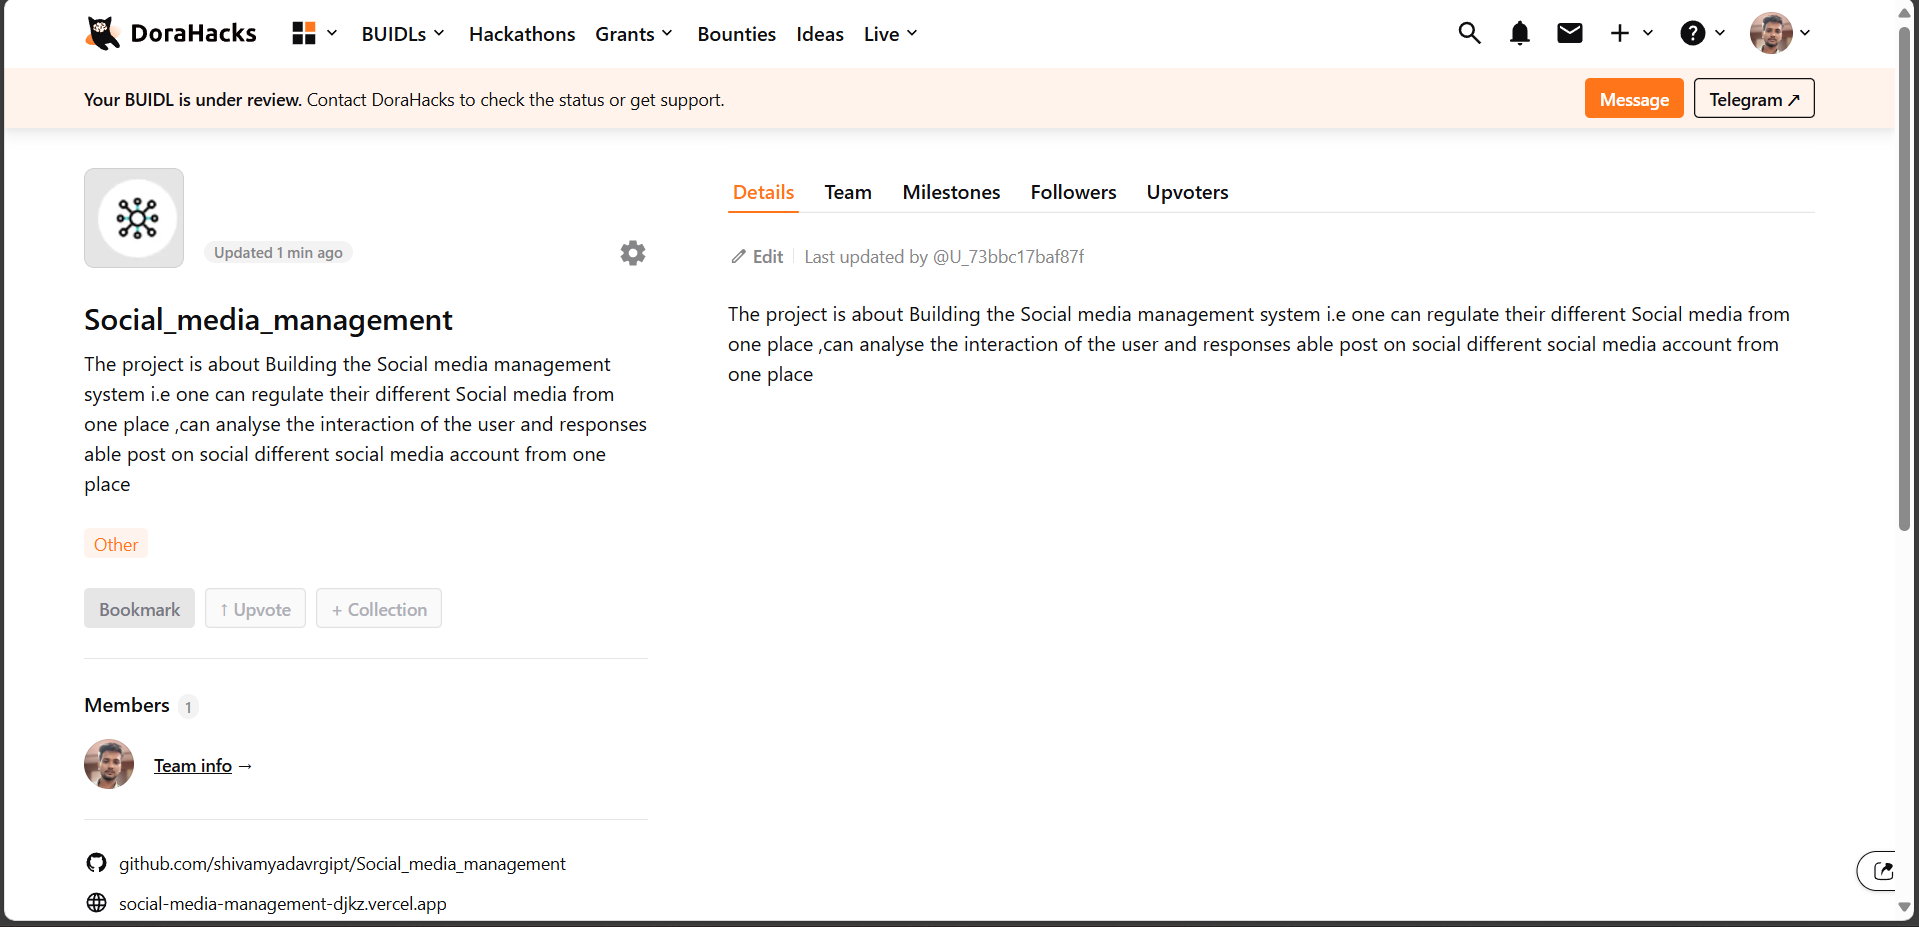 DoraHacks
BUIDLs
Hackathons
Grants
Bounties
Ideas
Live
Your BUIDL is under review. Contact DoraHacks to check the status or get support.
Message
Telegram ↗
Updated 1 min ago
Social_media_management
The project is about Building the Social media management
system i.e one can regulate their different Social media from
one place ,can analyse the interaction of the user and responses
able post on social different social media account from one
place
Other
Bookmark
↑ Upvote
+ Collection
Members 1
Team info →
github.com/shivamyadavrgipt/Social_media_management
social-media-management-djkz.vercel.app
Details
Team
Milestones
Followers
Upvoters
Edit
Last updated by @U_73bbc17baf87f
The project is about Building the Social media management system i.e one can regulate their different Social media from
one place ,can analyse the interaction of the user and responses able post on social different social media account from
one place